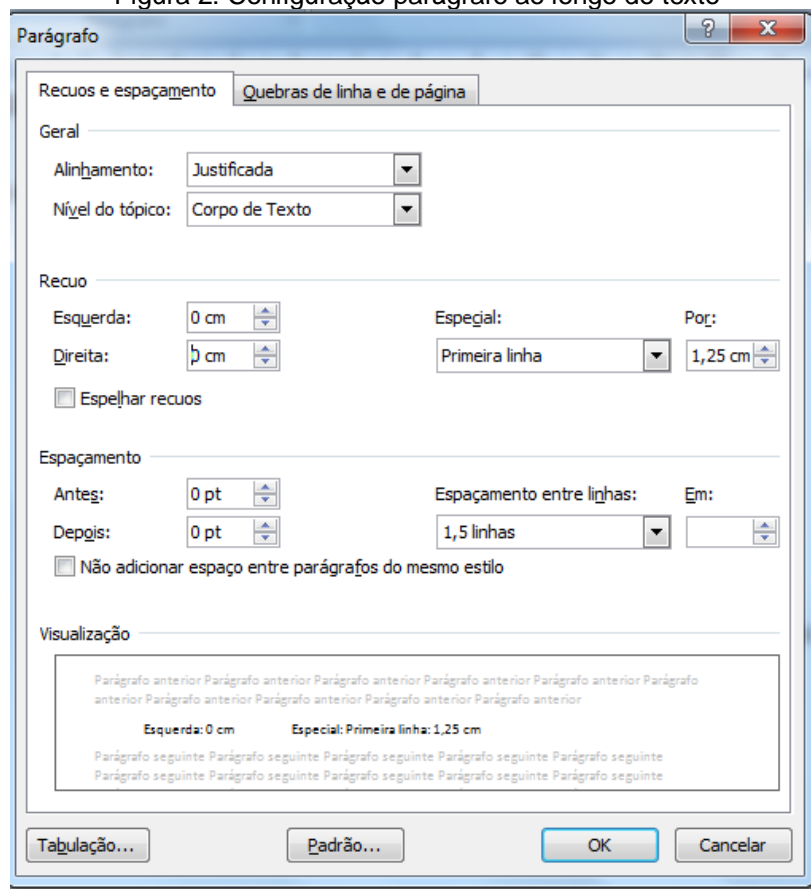 Figura 2. Configuração parágrafo ao longo do texto
Parágrafo
Recuos e espaçamento Quebras de linha e de página
Geral
Alinhamento: Justificada
Nível do tópico: Corpo de Texto
Recuo
Esquerda: 0 cm Especial: Por:
Direita: 0 cm Primeira linha 1,25 cm
Espelhar recuos
Espaçamento
Antes: 0 pt Espaçamento entre linhas: Em:
Depois: 0 pt 1,5 linhas
Não adicionar espaço entre parágrafos do mesmo estilo
Visualização
Parágrafo anterior Parágrafo anterior Parágrafo anterior Parágrafo anterior Parágrafo anterior Parágrafo
anterior Parágrafo anterior Parágrafo anterior Parágrafo anterior Parágrafo anterior
Esquerda: 0 cm Especial: Primeira linha: 1,25 cm
Parágrafo seguinte Parágrafo seguinte Parágrafo seguinte Parágrafo seguinte Parágrafo seguinte
Parágrafo seguinte Parágrafo seguinte Parágrafo seguinte Parágrafo seguinte Parágrafo seguinte
Tabulação... Padrão... OK Cancelar